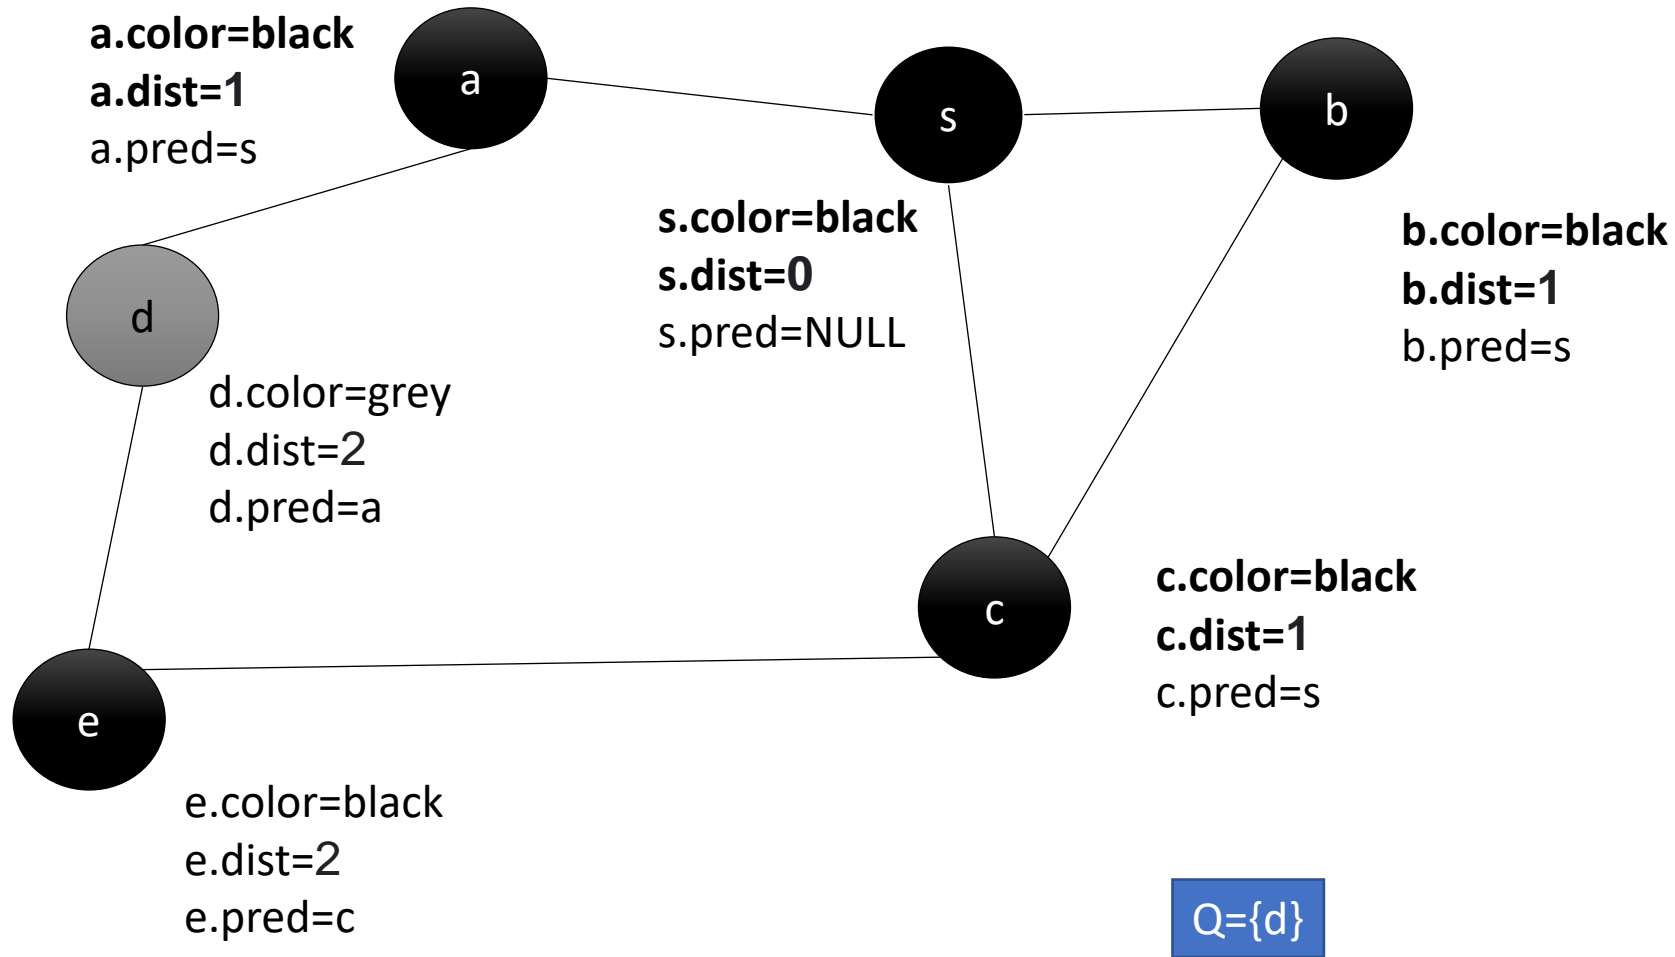 a.color=black
a.dist=1
a.pred=s
a
s
b
s.color=black
s.dist=0
s.pred=NULL
b.color=black
b.dist=1
b.pred=s
d
d.color=grey
d.dist=2
d.pred=a
c
c.color=black
c.dist=1
c.pred=s
e
e.color=black
e.dist=2
e.pred=c
Q={d}